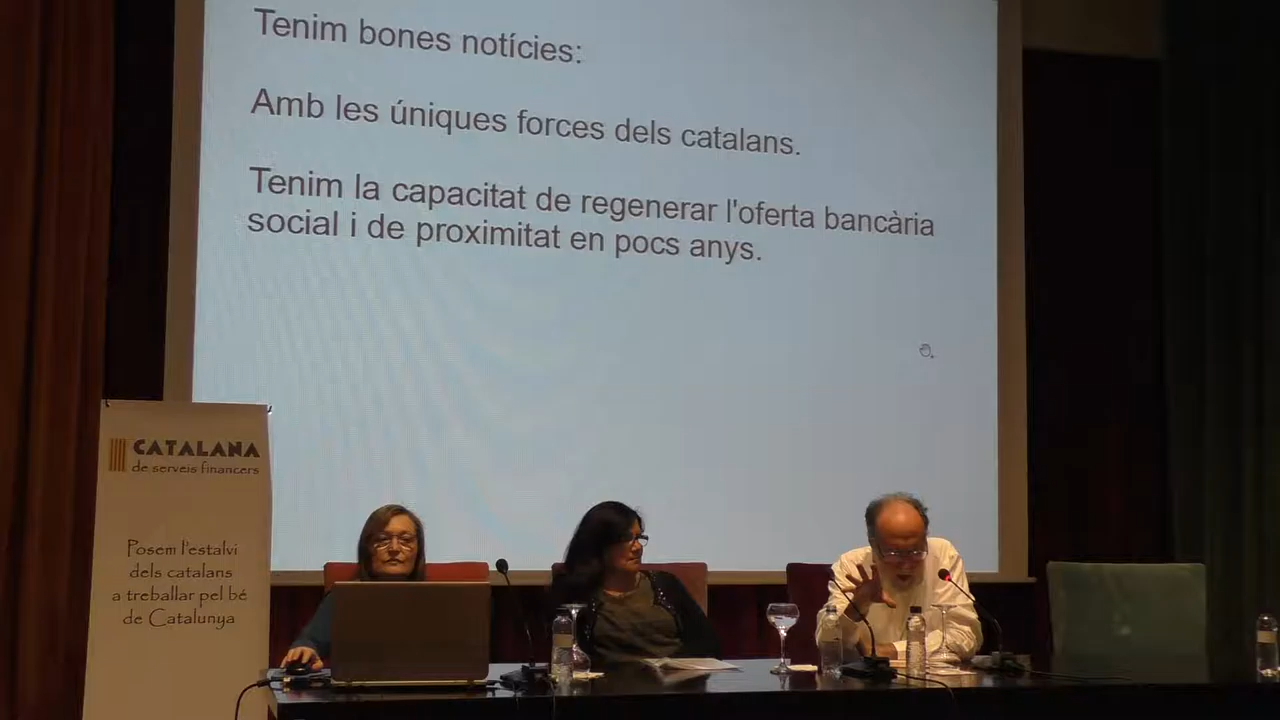 Tenim bones notícies:
Amb les úniques forces dels catalans.
Tenim la capacitat de regenerar l'oferta bancària
social i de proximitat en pocs anys.
CATALANA
de serveis financers
Posem l'estalvi
dels catalans
a treballar pel bé
de Catalunya